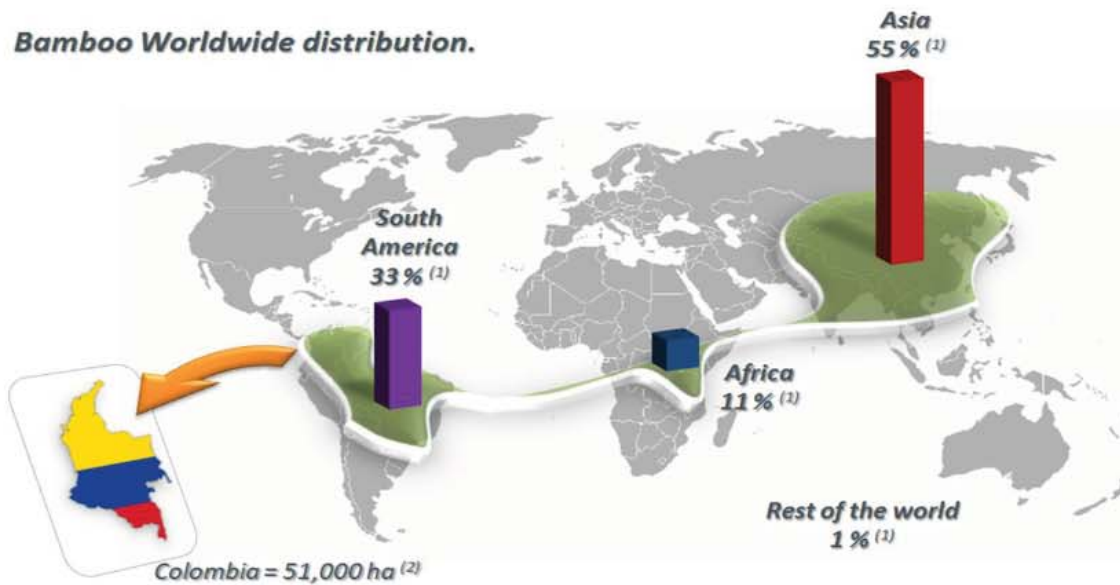 Bamboo Worldwide distribution.
Asia
55 % (1)
South
America
33 % (1)
Africa
11 % (1)
Rest of the world
1 % (1)
Colombia = 51,000 ha (2)